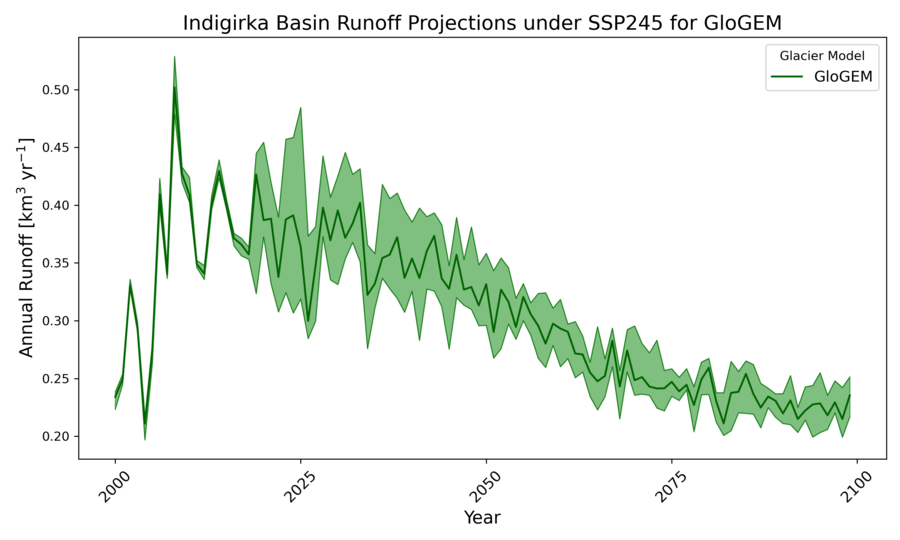 Indigirka Basin Runoff Projections under SSP245 for GloGEM
Glacier Model
GloGEM
Annual Runoff [km³ yr⁻¹]
0.50
0.45
0.40
0.35
0.30
0.25
0.20
2000
2025
2050
2075
2100
Year